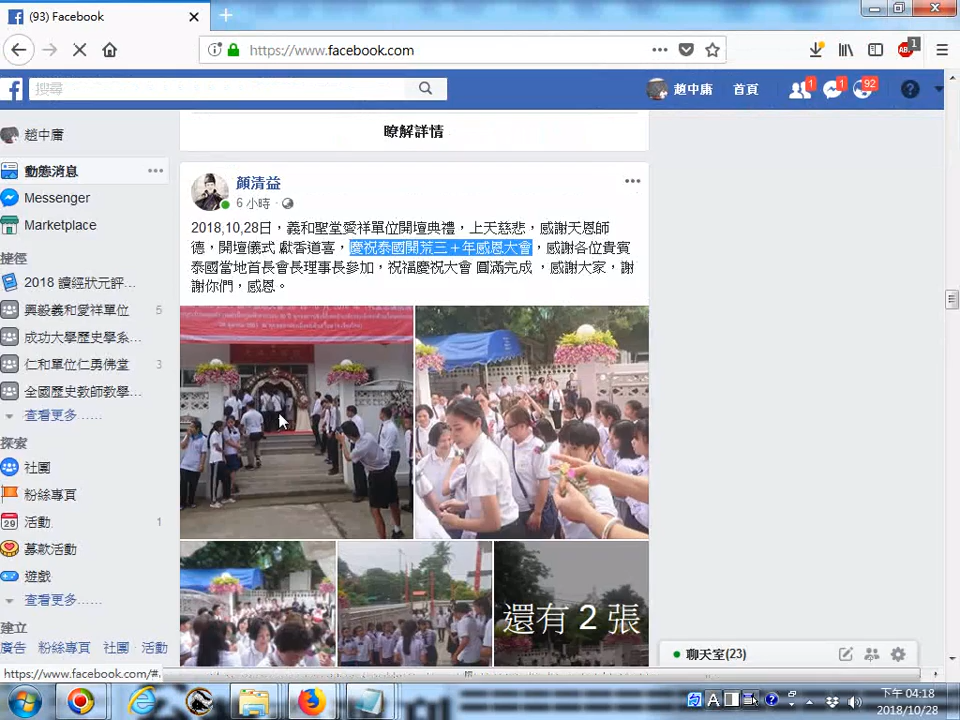 (93) Facebook
https://www.facebook.com
1
搜尋
趙中庸
首頁
1
1
92
趙中庸
動態消息
Messenger
Marketplace
捷徑
2018 讀經狀元評...
興毅義和愛祥單位 5
成功大學歷史學系...
仁和單位仁勇佛堂 3
全國歷史教師教學...
查看更多……
探索
社團
粉絲專頁
29 活動 1
募款活動
遊戲
查看更多……
建立
廣告 粉絲專頁 社團 活動
https://www.facebook.com/#
瞭解詳情
顏清益
6 小時
2018,10,28日，義和聖堂愛祥單位開壇典禮，上天慈悲，感謝天恩師
德，開壇儀式 獻香道喜，慶祝泰國開荒三＋年感恩大會，感謝各位貴賓
泰國當地首長會長理事長參加，祝福慶祝大會 圓滿完成 ，感謝大家，謝
謝你們，感恩。
還有 2 張
聊天室(23)
A
下午 04:18
2018/10/28